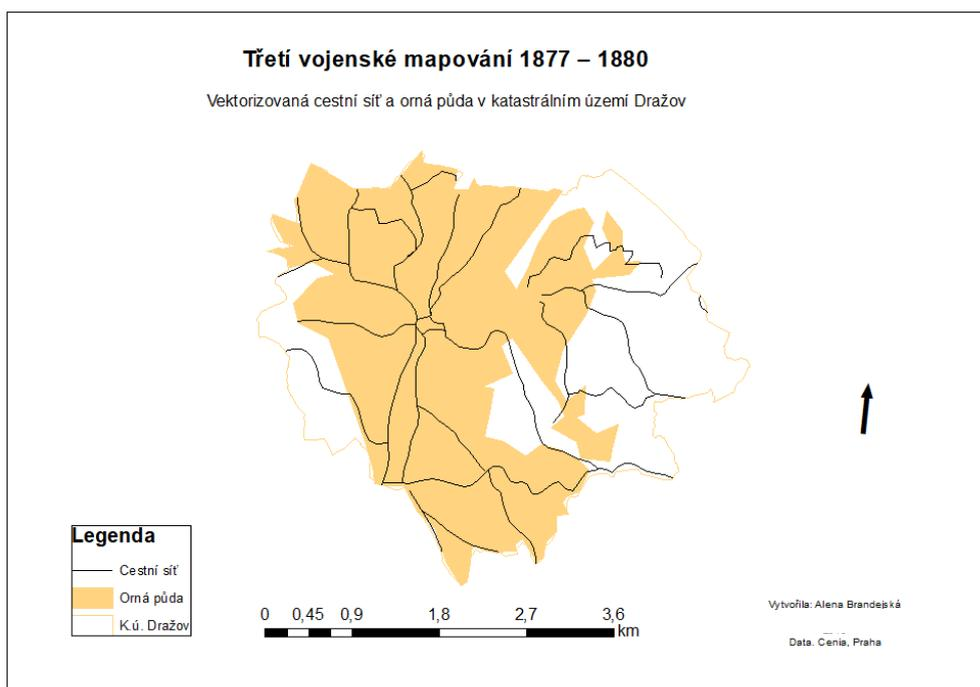 Třetí vojenské mapování 1877 – 1880
Vektorizovaná cestní síť a orná půda v katastrálním území Dražov
Legenda
Cestní síť
Orná půda
K.ú. Dražov
0 0,45 0,9 1,8 2,7 3,6
km
Vytvořila: Alena Brandejská
Data. Cenia, Praha